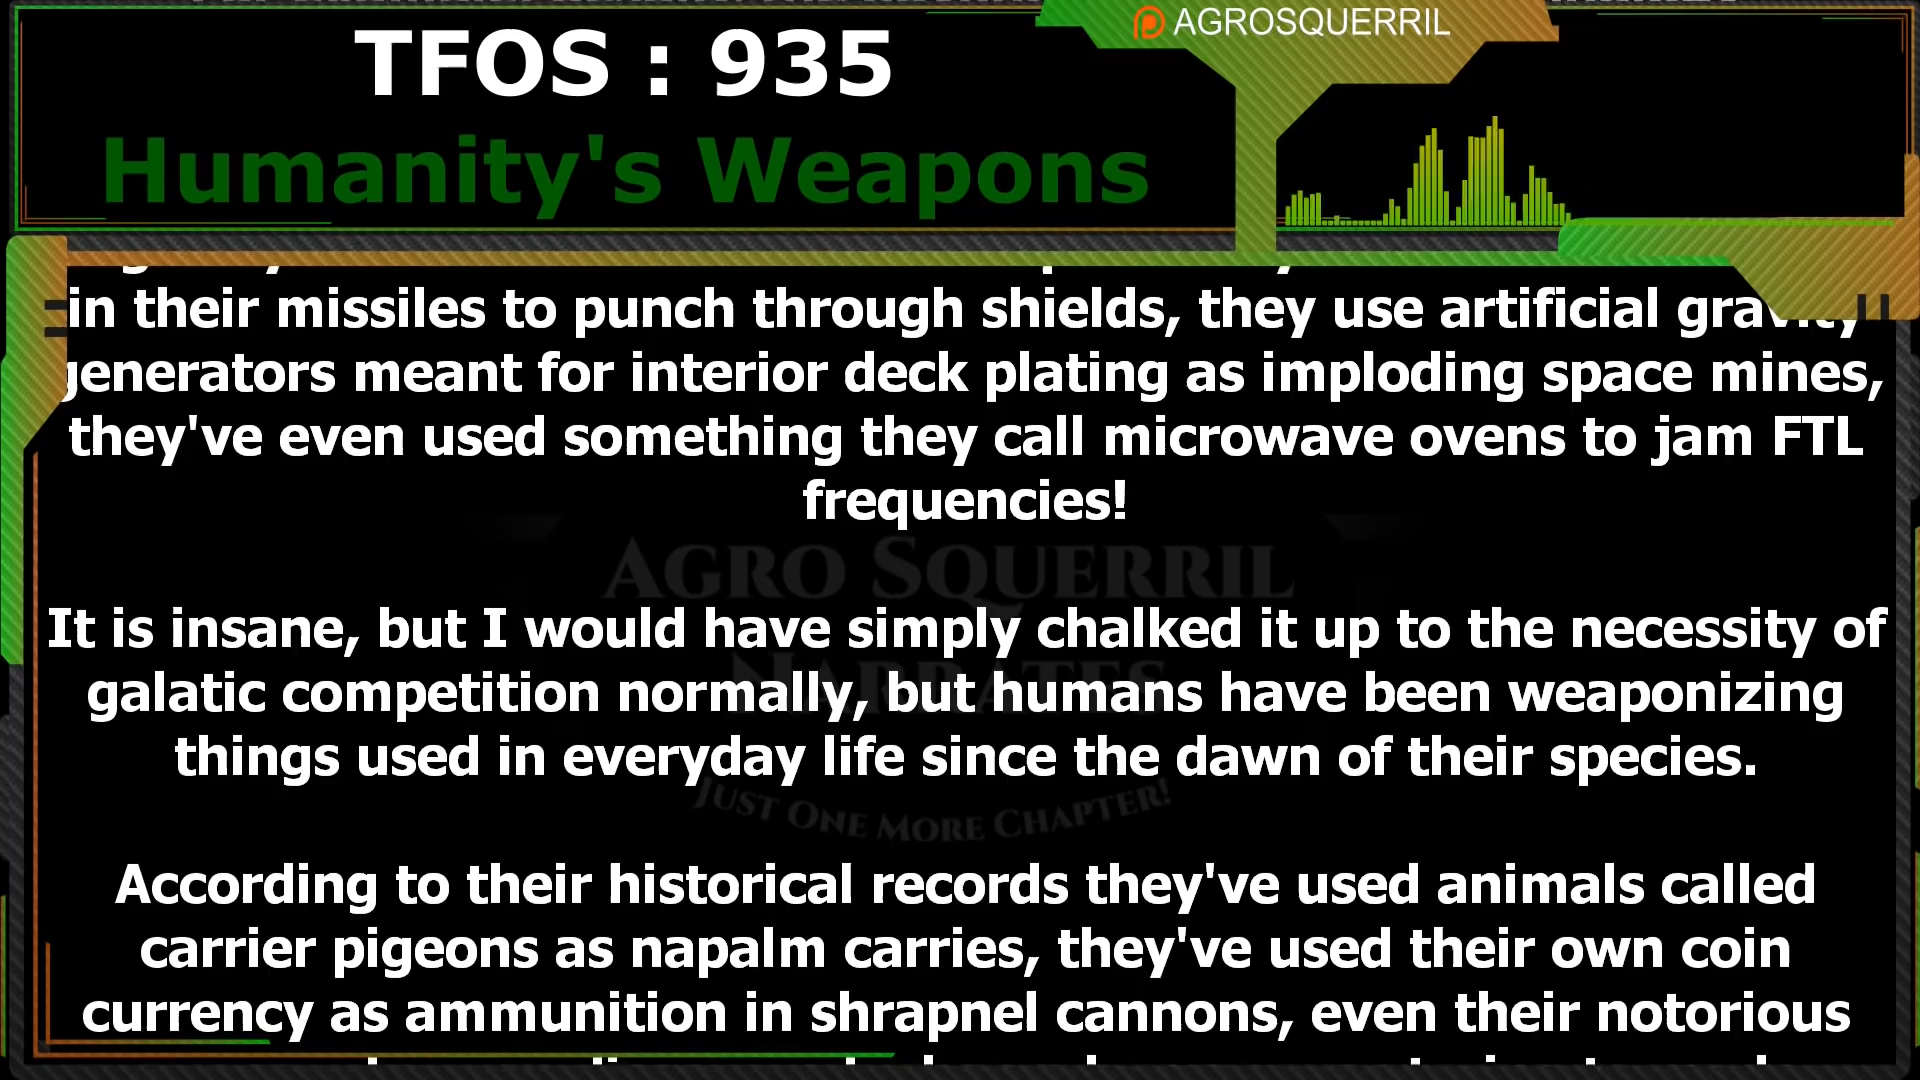 AGROSQUERRIL
TFOS : 935
Humanity's Weapons
in their missiles to punch through shields, they use artificial gravity
generators meant for interior deck plating as imploding space mines,
they've even used something they call microwave ovens to jam FTL
frequencies!
AGRO SQUERRIL
NARRATES
JUST ONE MORE CHAPTER!
It is insane, but I would have simply chalked it up to the necessity of
galatic competition normally, but humans have been weaponizing
things used in everyday life since the dawn of their species.
According to their historical records they've used animals called
carrier pigeons as napalm carries, they've used their own coin
currency as ammunition in shrapnel cannons, even their notorious